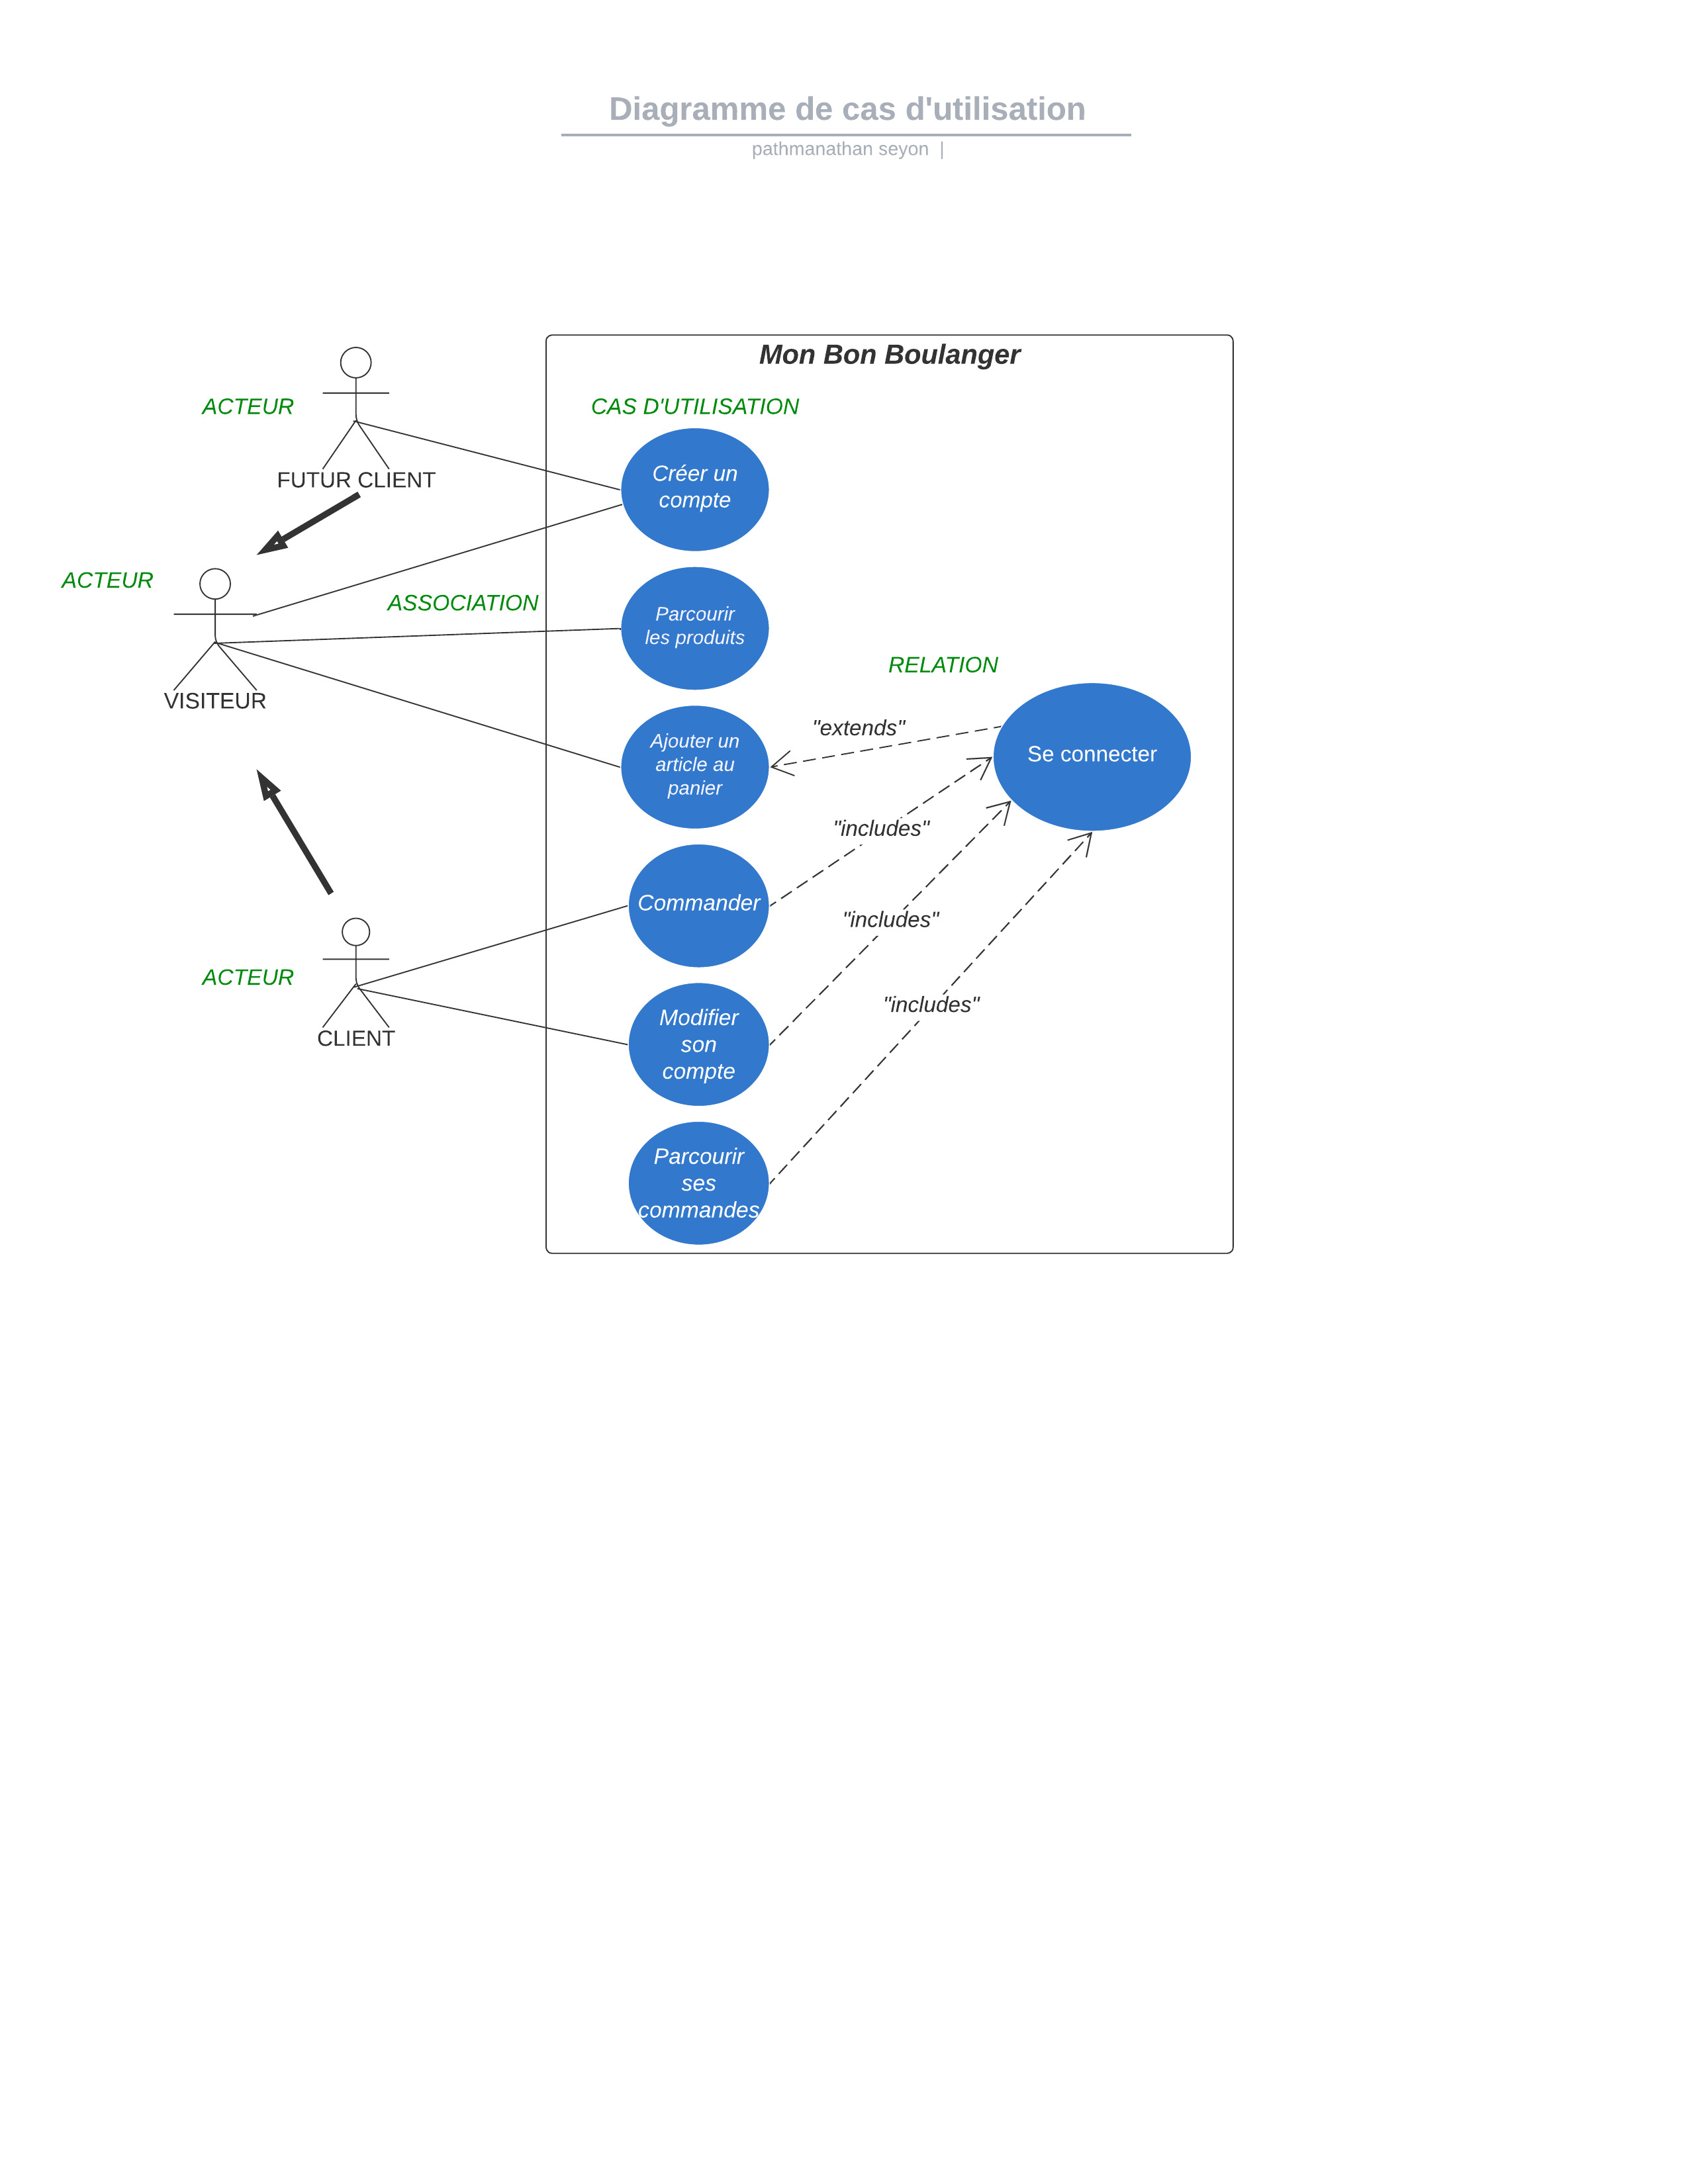 Diagramme de cas d'utilisation
pathmanathan seyon |
Mon Bon Boulanger
ACTEUR
CAS D'UTILISATION
Créer un
compte
FUTUR CLIENT
ACTEUR
ASSOCIATION
Parcourir
les produits
RELATION
VISITEUR
"extends"
Ajouter un
article au
panier
Se connecter
"includes"
Commander
"includes"
ACTEUR
"includes"
CLIENT
Modifier
son
compte
Parcourir
ses
commandes